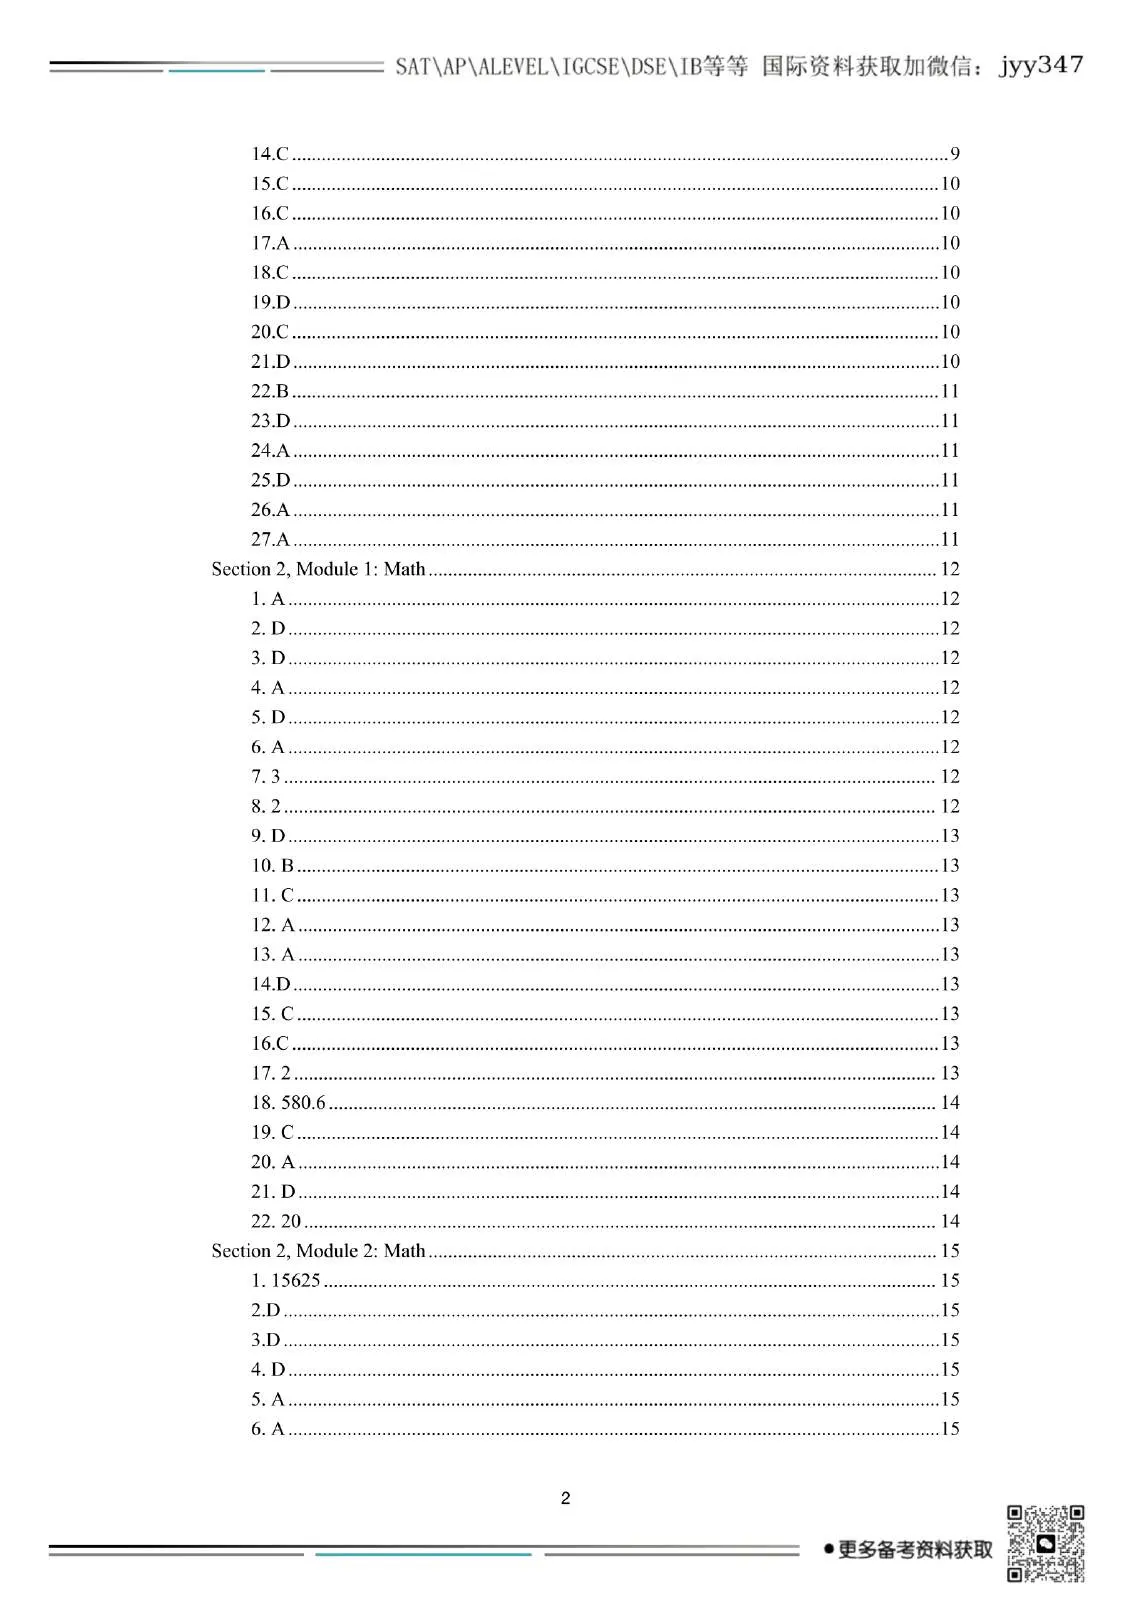 SAT\AP\ALEVEL\IGCSE\DSE\IB等等 国际资料获取加微信：jyy347
14.C 9
15.C 10
16.C 10
17.A 10
18.C 10
19.D 10
20.C 10
21.D 10
22.B 11
23.D 11
24.A 11
25.D 11
26.A 11
27.A 11
Section 2, Module 1: Math 12
1. A 12
2. D 12
3. D 12
4. A 12
5. D 12
6. A 12
7. 3 12
8. 2 12
9. D 13
10. B 13
11. C 13
12. A 13
13. A 13
14.D 13
15. C 13
16.C 13
17. 2 13
18. 580.6 14
19. C 14
20. A 14
21. D 14
22. 20 14
Section 2, Module 2: Math 15
1. 15625 15
2.D 15
3.D 15
4. D 15
5. A 15
6. A 15
2
●更多备考资料获取